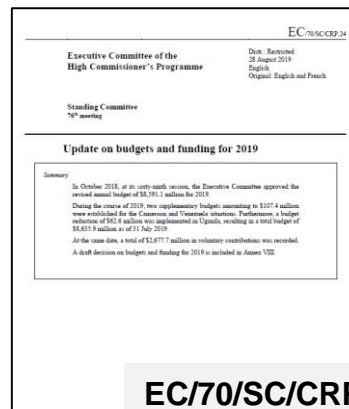 EC/70/SC/CRP.24
Executive Committee of the
High Commissioner's Programme
Distr.: Restricted
28 August 2019
English
Original: English and French
Standing Committee
76th meeting
Update on budgets and funding for 2019
Summary
In October 2018, at its sixty-ninth session, the Executive Committee approved the
revised annual budget of $8,591.1 million for 2019.
During the course of 2019, two supplementary budgets amounting to $107.4 million
were established for the Cameroon and Venezuela situations. Furthermore, a budget
reduction of $62.6 million was implemented in Uganda, resulting in a total budget of
$8,635.9 million as of 31 July 2019.
At the same date, a total of $2,677.7 million in voluntary contributions was recorded.
A draft decision on budgets and funding for 2019 is included in Annex VIII.
EC/70/SC/CRP